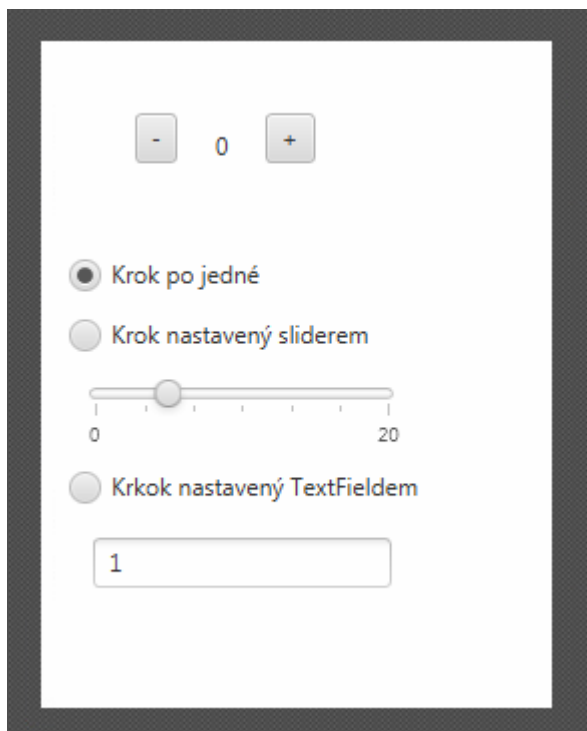 - 0 +
Krok po jedné
Krok nastavený sliderem
0 20
Krkok nastavený TextFieldem
1